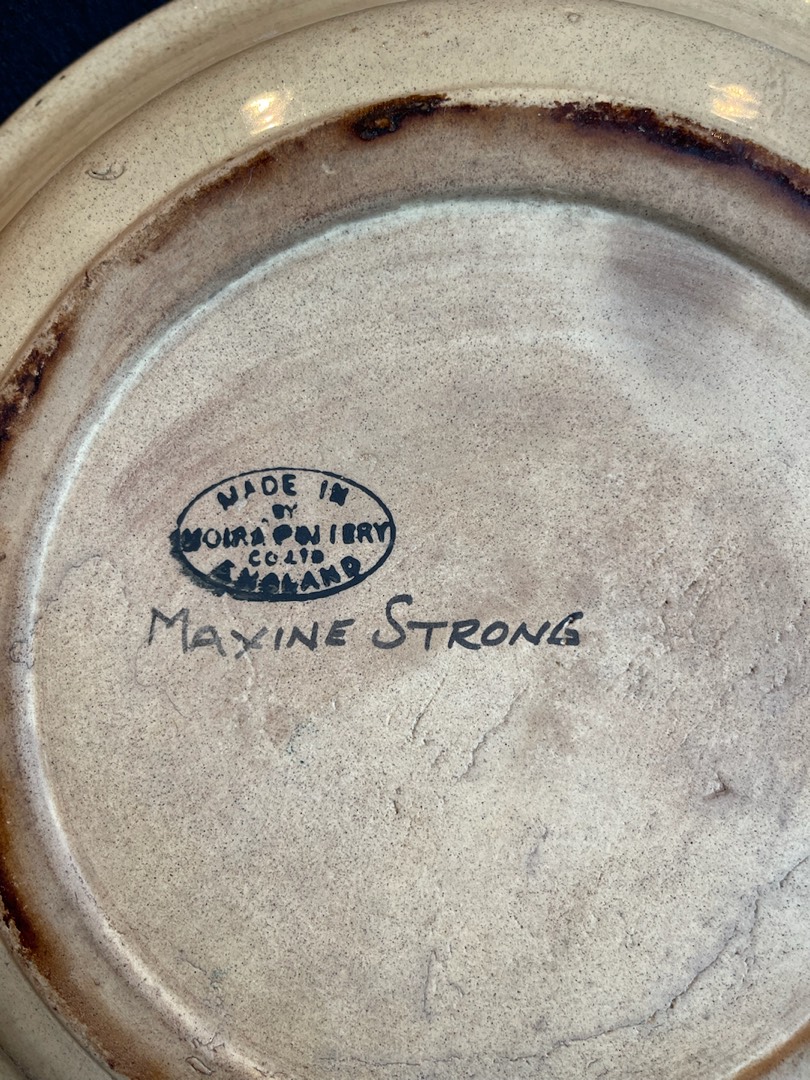 MADE IN
BY
MOIRA POTTERY
CO LTD
ENGLAND
MAXINE STRONG